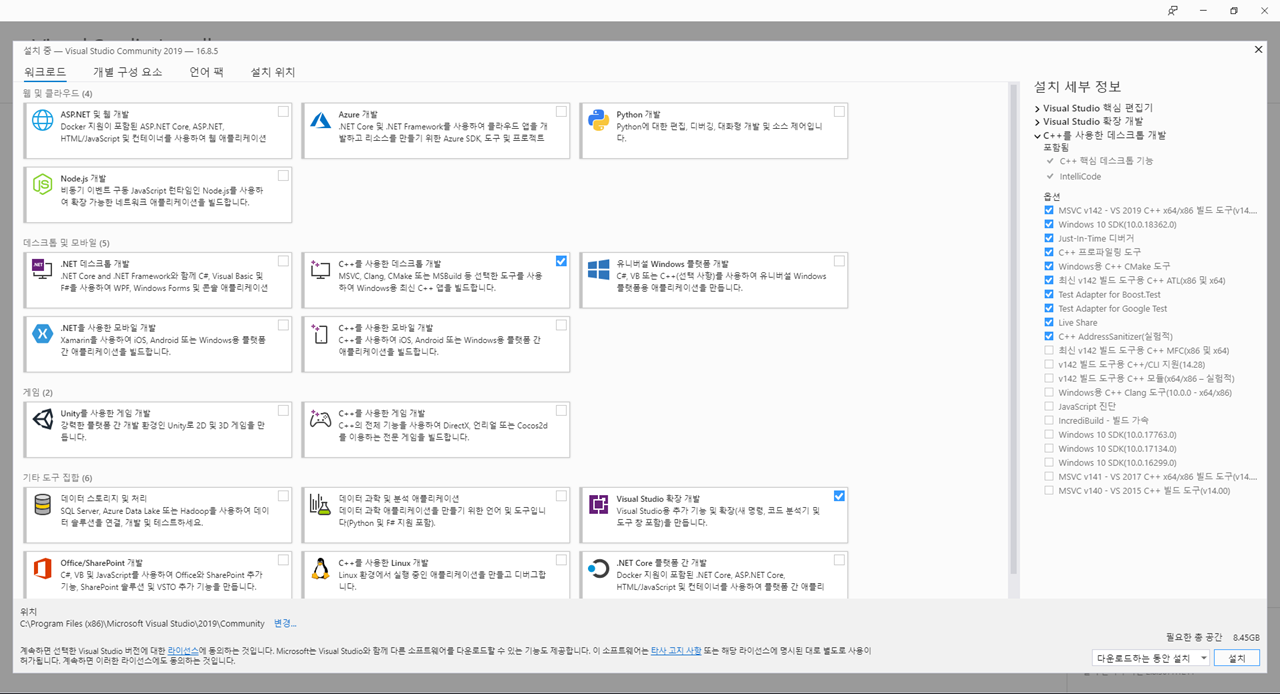 설치 중 — Visual Studio Community 2019 — 16.8.5
워크로드 개별 구성 요소 언어 팩 설치 위치
웹 및 클라우드 (4)
ASP.NET 및 웹 개발
Docker 지원이 포함된 ASP.NET Core, ASP.NET,
HTML/JavaScript 및 컨테이너를 사용하여 웹 애플리케이션
Azure 개발
.NET Core 및 .NET Framework를 사용하여 클라우드 앱을 개
발하고 리소스를 만들기 위한 Azure SDK, 도구 및 프로젝트
Python 개발
Python에 대한 편집, 디버깅, 대화형 개발 및 소스 제어입니
다.
Node.js 개발
비동기 이벤트 구동 JavaScript 런타임인 Node.js를 사용하
여 확장 가능한 네트워크 애플리케이션을 빌드합니다.
데스크톱 및 모바일 (5)
.NET 데스크톱 개발
.NET Core and .NET Framework와 함께 C#, Visual Basic 및
F#를 사용하여 WPF, Windows Forms 및 콘솔 애플리케이션
C++를 사용한 데스크톱 개발
MSVC, Clang, CMake 또는 MSBuild 등 선택한 도구를 사용
하여 Windows용 최신 C++ 앱을 빌드합니다.
유니버설 Windows 플랫폼 개발
C#, VB 또는 C++(선택 사항)를 사용하여 유니버설 Windows
플랫폼용 애플리케이션을 만듭니다.
.NET을 사용한 모바일 개발
Xamarin을 사용하여 iOS, Android 또는 Windows용 플랫폼
간 애플리케이션을 빌드합니다.
C++를 사용한 모바일 개발
C++를 사용하여 iOS, Android 또는 Windows용 플랫폼 간
애플리케이션을 빌드합니다.
게임 (2)
Unity를 사용한 게임 개발
강력한 플랫폼 간 개발 환경인 Unity로 2D 및 3D 게임을 만
듭니다.
C++를 사용한 게임 개발
C++의 전체 기능을 사용하여 DirectX, 언리얼 또는 Cocos2d
를 이용하는 전문 게임을 빌드합니다.
기타 도구 집합 (6)
데이터 스토리지 및 처리
SQL Server, Azure Data Lake 또는 Hadoop을 사용하여 데이
터 솔루션을 연결, 개발 및 테스트하세요.
데이터 과학 및 분석 애플리케이션
데이터 과학 애플리케이션을 만들기 위한 언어 및 도구입니
다(Python 및 F# 지원 포함).
Visual Studio 확장 개발
Visual Studio용 추가 기능 및 확장(새 명령, 코드 분석기 및
도구 창 포함)을 만듭니다.
Office/SharePoint 개발
C#, VB 및 JavaScript를 사용하여 Office와 SharePoint 추가
기능, SharePoint 솔루션 및 VSTO 추가 기능을 만듭니다.
C++를 사용한 Linux 개발
Linux 환경에서 실행 중인 애플리케이션을 만들고 디버그합
니다.
.NET Core 플랫폼 간 개발
Docker 지원이 포함된 .NET Core, ASP.NET Core,
HTML/JavaScript 및 컨테이너를 사용하여 플랫폼 간 애플리
설치 세부 정보
Visual Studio 핵심 편집기
Visual Studio 확장 개발
C++를 사용한 데스크톱 개발
포함됨
C++ 핵심 데스크톱 기능
IntelliCode
옵션
MSVC v142 - VS 2019 C++ x64/x86 빌드 도구(v14....
Windows 10 SDK(10.0.18362.0)
Just-In-Time 디버거
C++ 프로파일링 도구
Windows용 C++ CMake 도구
최신 v142 빌드 도구용 C++ ATL(x86 및 x64)
Test Adapter for Boost.Test
Test Adapter for Google Test
Live Share
C++ AddressSanitizer(실험적)
최신 v142 빌드 도구용 C++ MFC(x86 및 x64)
v142 빌드 도구용 C++/CLI 지원(14.28)
v142 빌드 도구용 C++ 모듈(x64/x86 – 실험적)
Windows용 C++ Clang 도구(10.0.0 - x64/x86)
JavaScript 진단
IncrediBuild - 빌드 가속
Windows 10 SDK(10.0.17763.0)
Windows 10 SDK(10.0.17134.0)
Windows 10 SDK(10.0.16299.0)
MSVC v141 - VS 2017 C++ x64/x86 빌드 도구(v14....
MSVC v140 - VS 2015 C++ 빌드 도구(v14.00)
위치
C:\Program Files (x86)\Microsoft Visual Studio\2019\Community 변경...
필요한 총 공간 8.45GB
계속하면 선택한 Visual Studio 버전에 대한 라이선스에 동의하는 것입니다. Microsoft는 Visual Studio와 함께 다른 소프트웨어를 다운로드할 수 있는 기능도 제공합니다. 이 소프트웨어는 타사 고지 사항 또는 해당 라이선스에 명시된 대로 별도로 사용이
허가됩니다. 계속하면 이러한 라이선스에도 동의하는 것입니다.
다운로드하는 동안 설치 설치